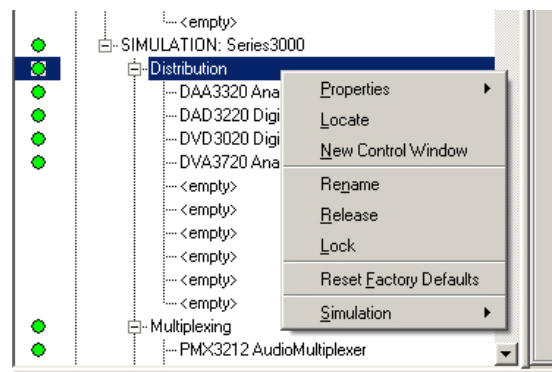 <empty>
SIMULATION: Series3000
Distribution
DAA3320 Ana
DAD3220 Digi
DVD3020 Digi
DVA3720 Ana
<empty>
<empty>
<empty>
<empty>
<empty>
<empty>
Multiplexing
PMX3212 AudioMultiplexer
Properties
Locate
New Control Window
Rename
Release
Lock
Reset Factory Defaults
Simulation